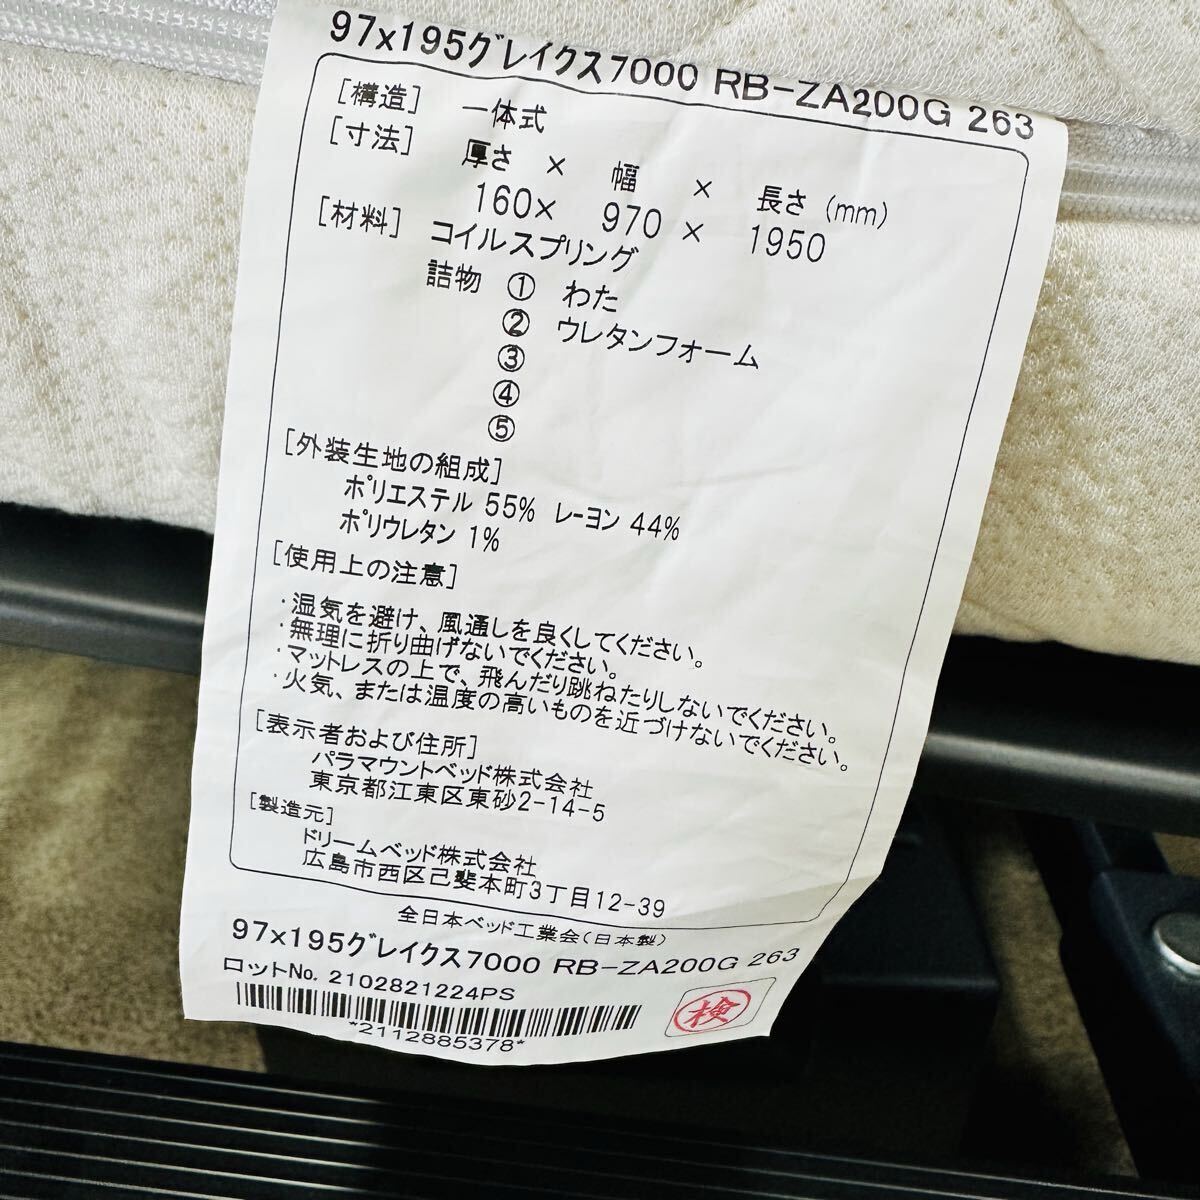 97x195グレイクス7000 RB-ZA200G 263
[構造] 一体式
[寸法] 厚さ × 幅 × 長さ (mm)
160× 970 × 1950
[材料] コイルスプリング
詰物 ① わた
② ウレタンフォーム
③
④
⑤
[外装生地の組成]
ポリエステル 55% レーヨン 44%
ポリウレタン 1%
[使用上の注意]
・湿気を避け、風通しを良くしてください。
・無理に折り曲げないでください。
・マットレスの上で、飛んだり跳ねたりしないでください。
・火気、または温度の高いものを近づけないでください。
[表示者および住所]
パラマウントベッド株式会社
東京都江東区東砂2-14-5
[製造元]
ドリームベッド株式会社
広島市西区己斐本町3丁目12-39
全日本ベッド工業会(日本製)
97x195グレイクス7000 RB-ZA200G 263
ロットNo. 2102821224PS
*2112885378*
検